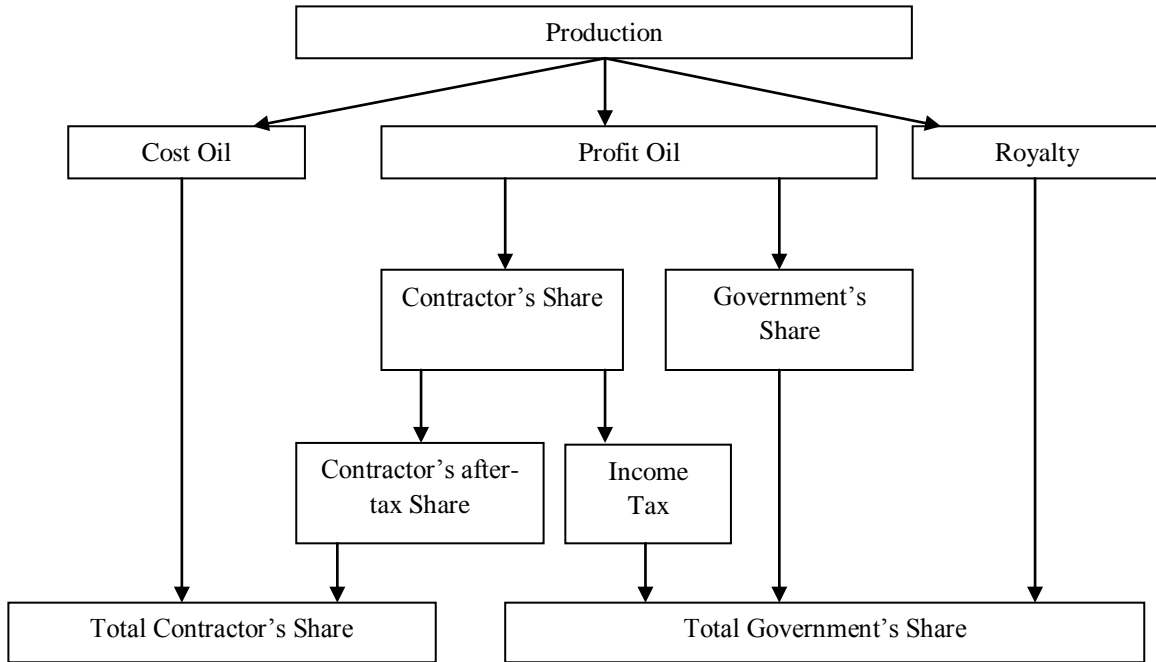 Production
Cost Oil
Profit Oil
Royalty
Contractor’s Share
Government’s
Share
Contractor’s after-
tax Share
Income
Tax
Total Contractor’s Share
Total Government’s Share